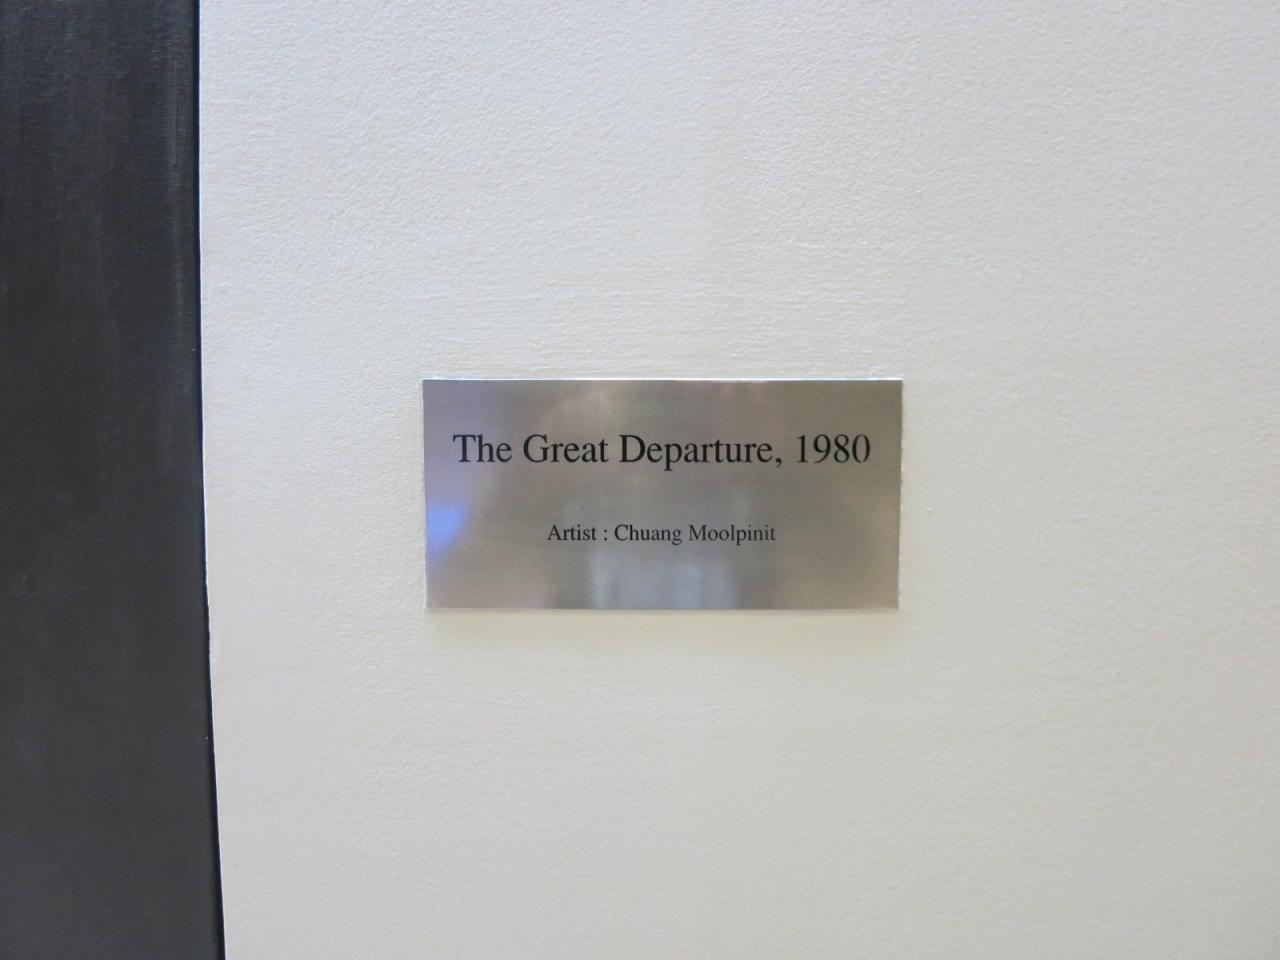 The Great Departure, 1980
Artist : Chuang Moolpinit